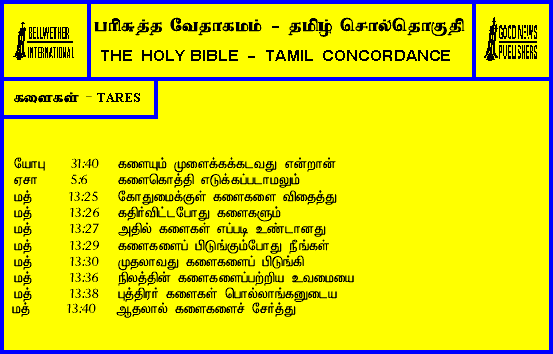 BELLWETHER
INTERNATIONAL
பரிசுத்த வேதாகமம் - தமிழ் சொல்தொகுதி
THE HOLY BIBLE - TAMIL CONCORDANCE
GOOD NEWS
PUBLISHERS
களைகள் - TARES
யோபு 31:40 களையும் முளைக்கக்கடவது என்றான்
ஏசா 5:6 களைகொத்தி எடுக்கப்படாமலும்
மத் 13:25 கோதுமைக்குள் களைகளை விதைத்து
மத் 13:26 கதிர்விட்டபோது களைகளும்
மத் 13:27 அதில் களைகள் எப்படி உண்டானது
மத் 13:29 களைகளைப் பிடுங்கும்போது நீங்கள்
மத் 13:30 முதலாவது களைகளைப் பிடுங்கி
மத் 13:36 நிலத்தின் களைகளைப்பற்றிய உவமையை
மத் 13:38 புத்திரர் களைகள் பொல்லாங்கனுடைய
மத் 13:40 ஆதலால் களைகளைச் சேர்த்து